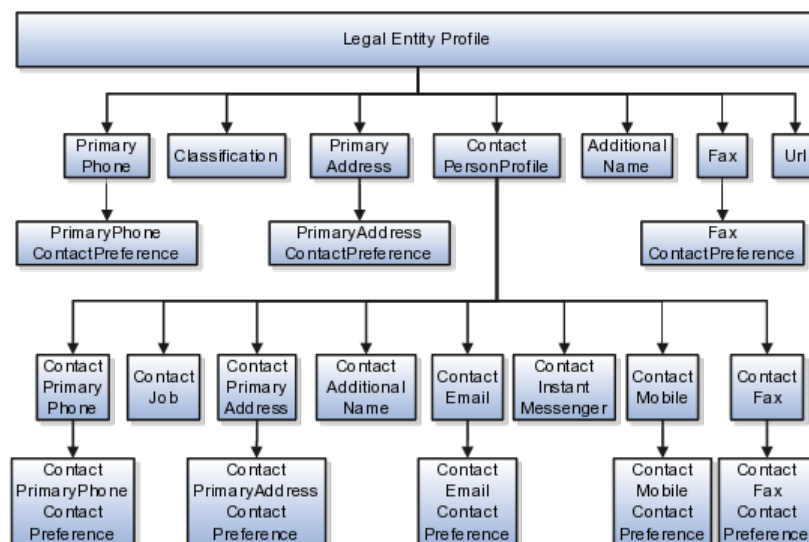 Legal Entity Profile
Primary
Phone
Classification
Primary
Address
Contact
PersonProfile
Additional
Name
Fax
Url
PrimaryPhone
ContactPreference
PrimaryAddress
ContactPreference
Fax
ContactPreference
Contact
Primary
Phone
Contact
Job
Contact
Primary
Address
Contact
Additional
Name
Contact
Email
Contact
Instant
Messenger
Contact
Mobile
Contact
Fax
Contact
PrimaryPhone
Contact
Preference
Contact
PrimaryAddress
Contact
Preference
Contact
Email
Contact
Preference
Contact
Mobile
Contact
Preference
Contact
Fax
Contact
Preference